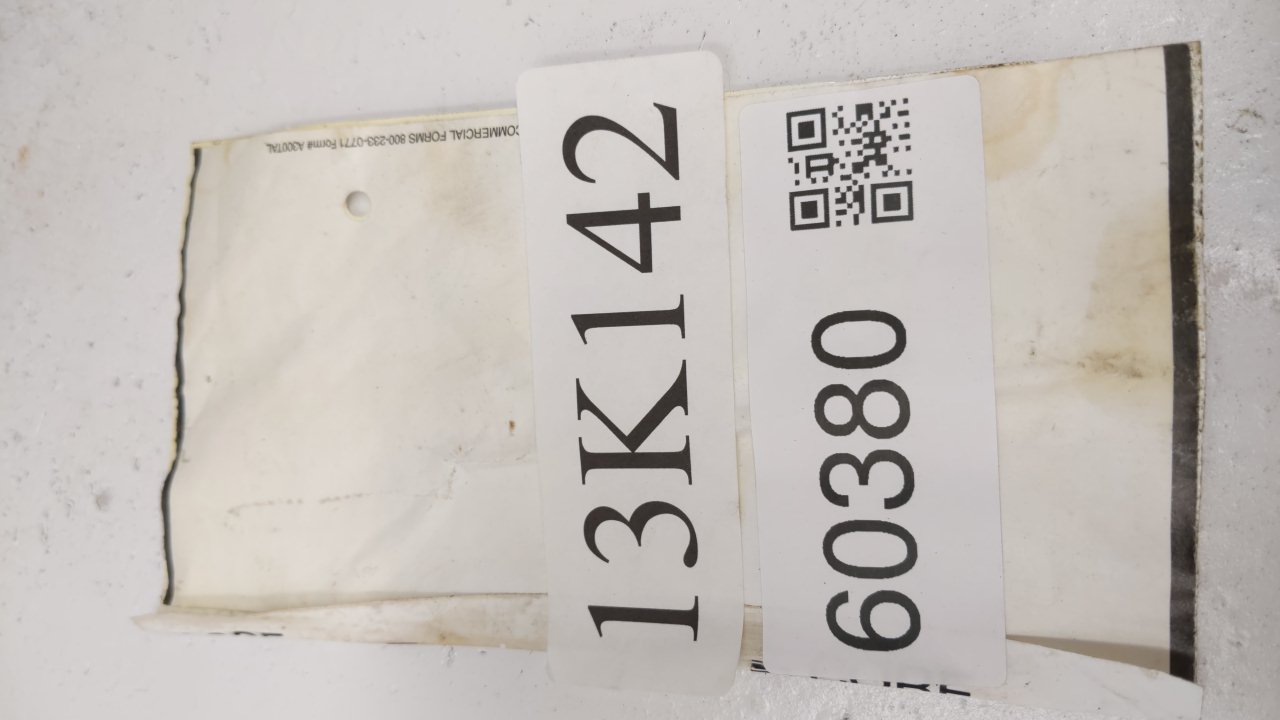 13K142
60380
COMMERCIAL FORMS 800-233-0771 Form# A300TAL